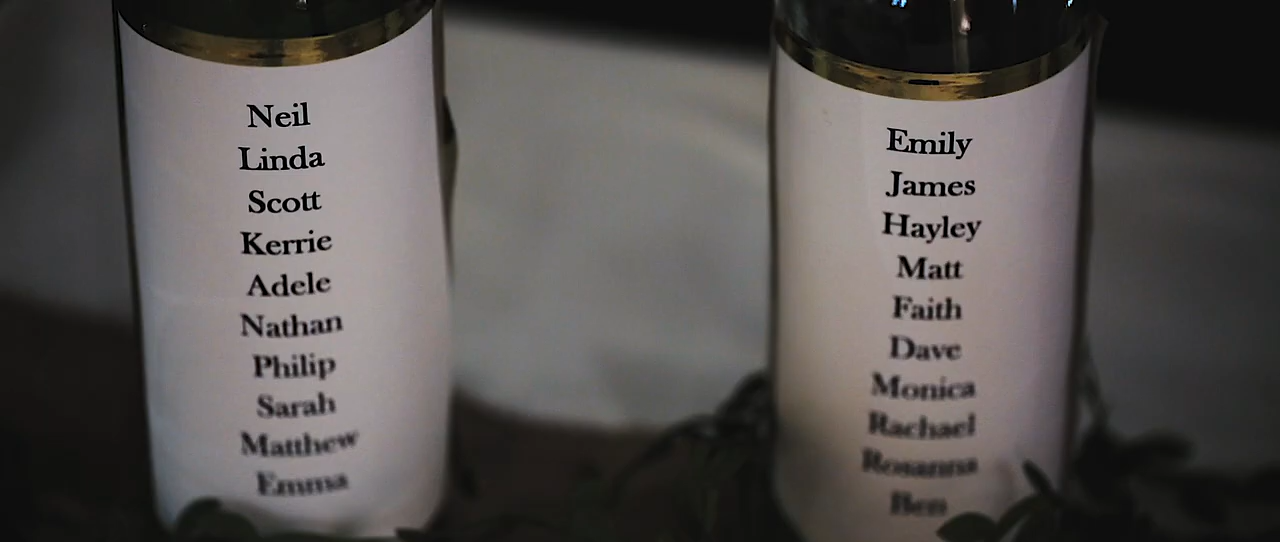 Neil
Linda
Scott
Kerrie
Adele
Nathan
Philip
Sarah
Matthew
Emma
Emily
James
Hayley
Matt
Faith
Dave
Monica
Rachael
Rosanna
Ben